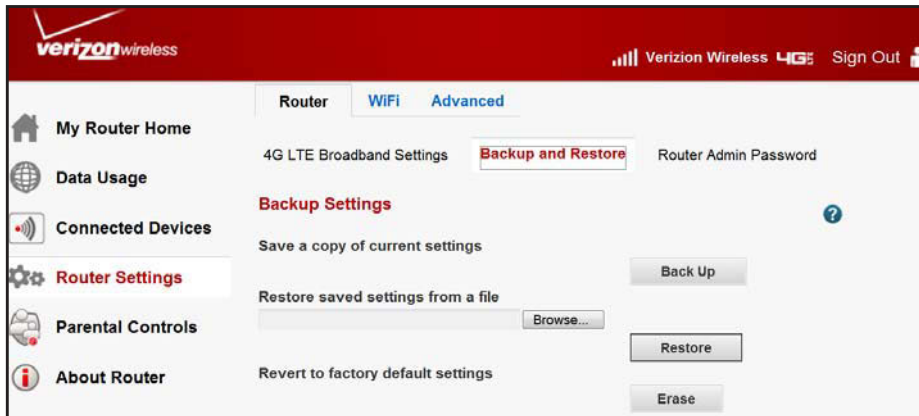 verizonwireless
Verizion Wireless 4G LTE Sign Out
Router WiFi Advanced
My Router Home
4G LTE Broadband Settings Backup and Restore Router Admin Password
Data Usage
Backup Settings
?
Connected Devices
Save a copy of current settings
Back Up
Router Settings
Restore saved settings from a file
Browse...
Parental Controls
Restore
About Router
Revert to factory default settings
Erase